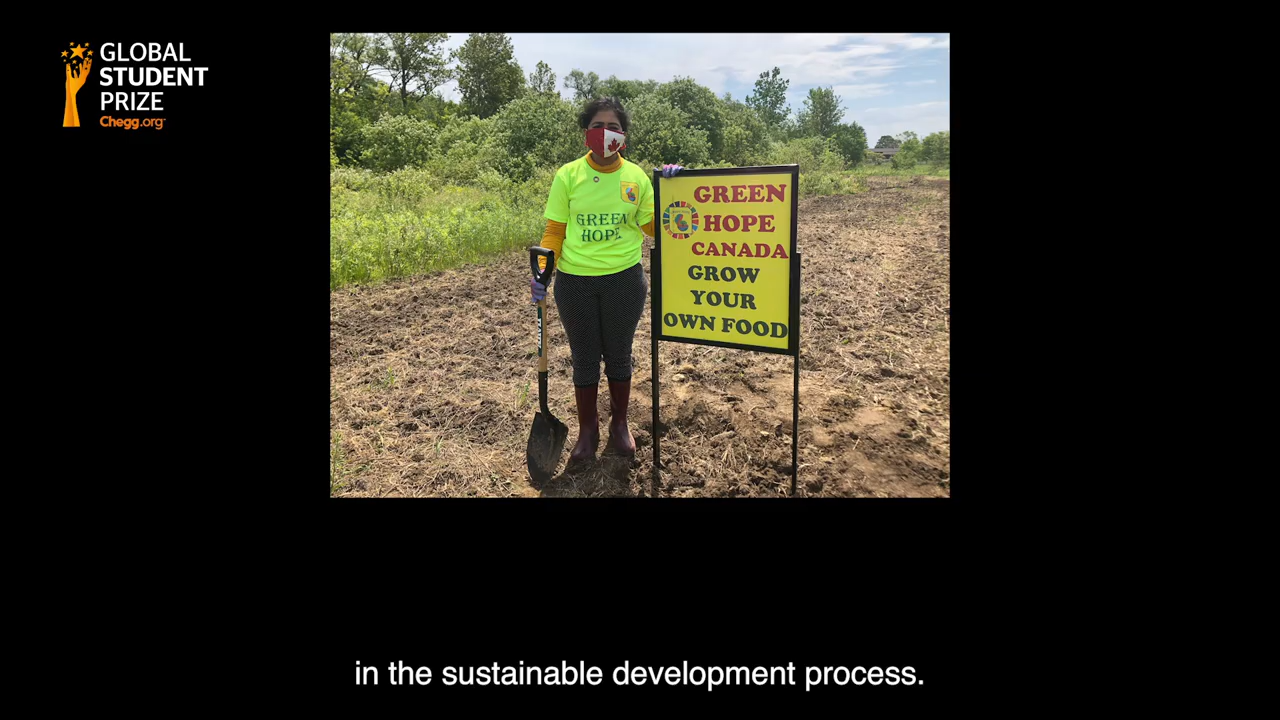 GLOBAL
STUDENT
PRIZE
Chegg.org
GREEN
HOPE
GREEN
HOPE
CANADA
GROW
YOUR
OWN FOOD
in the sustainable development process.